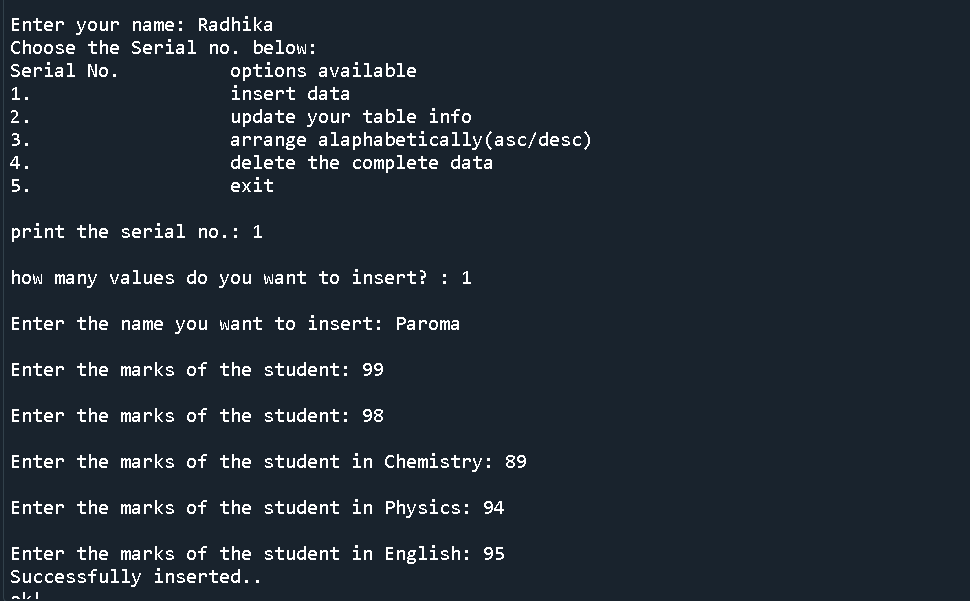 Enter your name: Radhika
Choose the Serial no. below:
Serial No. options available
1. insert data
2. update your table info
3. arrange alaphabetically(asc/desc)
4. delete the complete data
5. exit
print the serial no.: 1
how many values do you want to insert? : 1
Enter the name you want to insert: Paroma
Enter the marks of the student: 99
Enter the marks of the student: 98
Enter the marks of the student in Chemistry: 89
Enter the marks of the student in Physics: 94
Enter the marks of the student in English: 95
Successfully inserted..